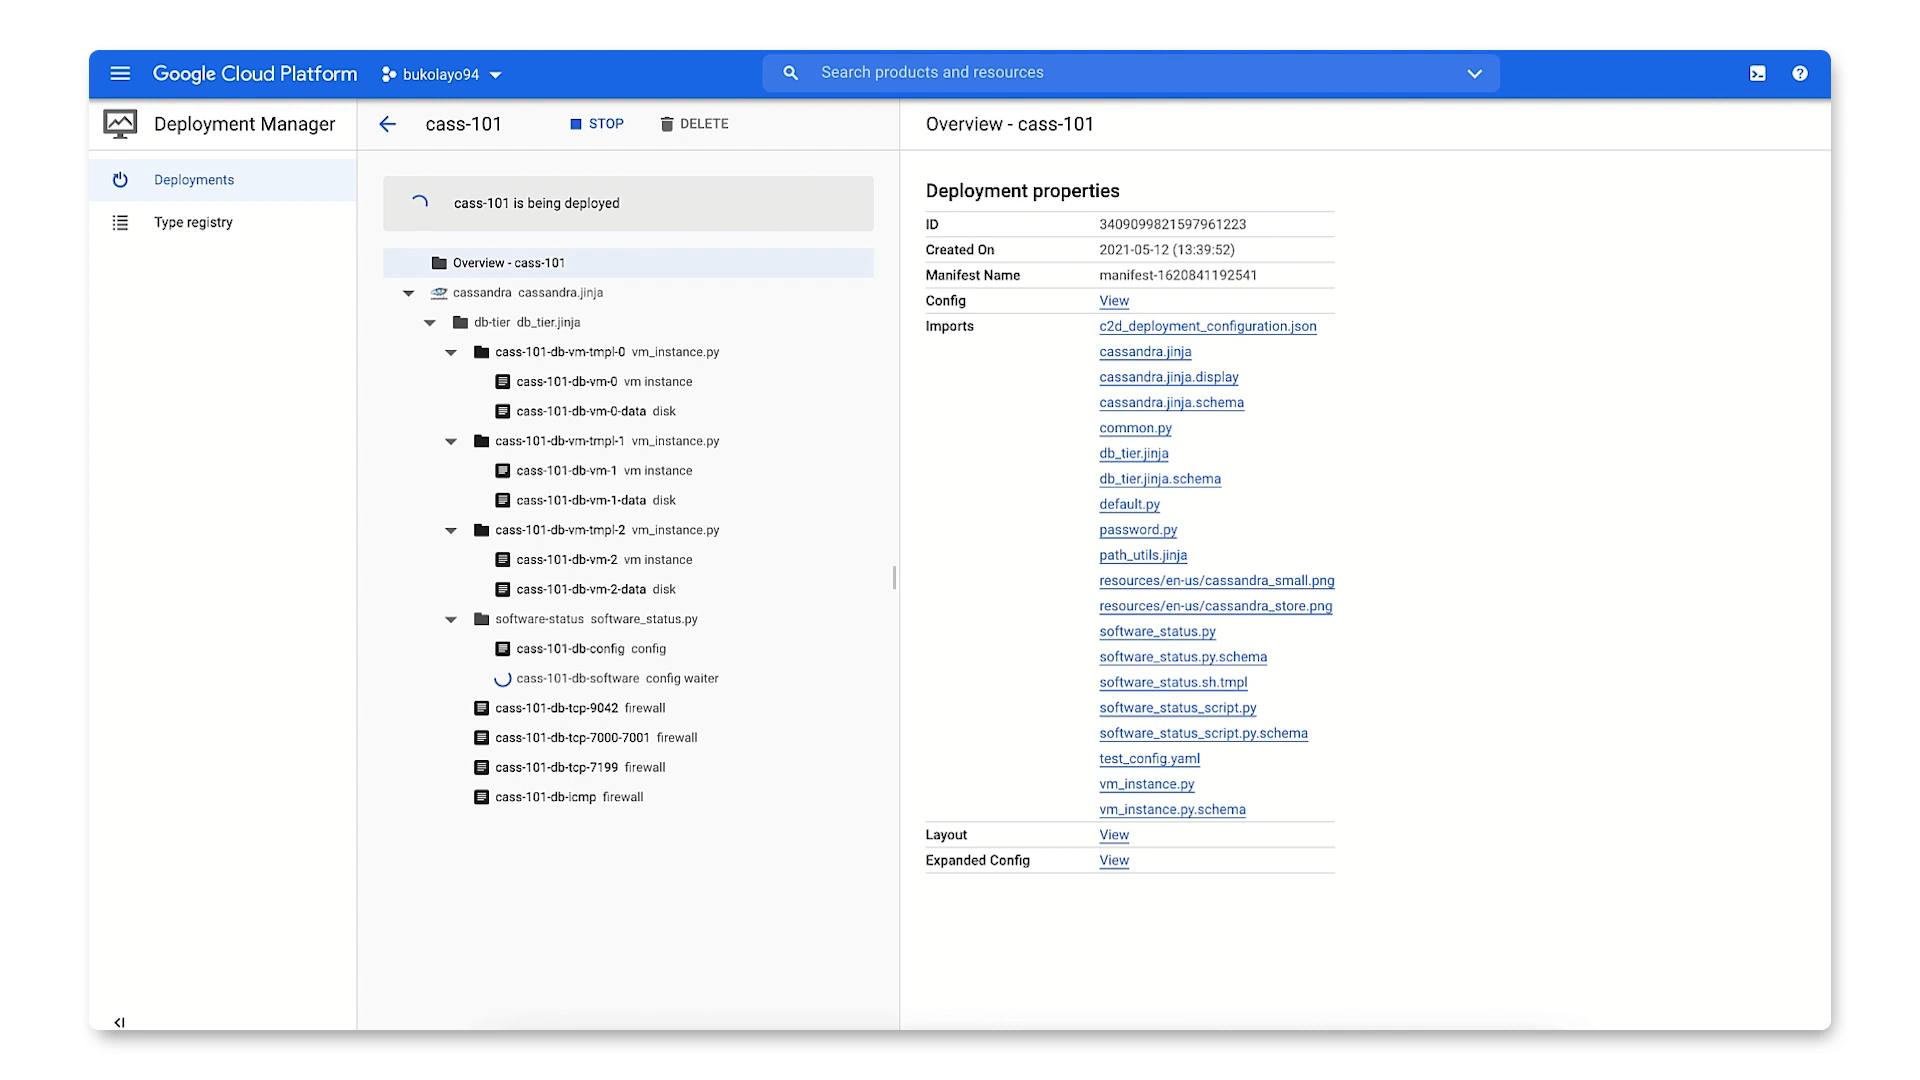 Google Cloud Platform bukolayo94 Search products and resources
Deployment Manager
Deployments
Type registry
cass-101 STOP DELETE
cass-101 is being deployed
Overview - cass-101
cassandra cassandra.jinja
db-tier db_tier.jinja
cass-101-db-vm-tmpl-0 vm_instance.py
cass-101-db-vm-0 vm instance
cass-101-db-vm-0-data disk
cass-101-db-vm-tmpl-1 vm_instance.py
cass-101-db-vm-1 vm instance
cass-101-db-vm-1-data disk
cass-101-db-vm-tmpl-2 vm_instance.py
cass-101-db-vm-2 vm instance
cass-101-db-vm-2-data disk
software-status software_status.py
cass-101-db-config config
cass-101-db-software config waiter
cass-101-db-tcp-9042 firewall
cass-101-db-tcp-7000-7001 firewall
cass-101-db-tcp-7199 firewall
cass-101-db-icmp firewall
Overview - cass-101
Deployment properties
ID 3409099821597961223
Created On 2021-05-12 (13:39:52)
Manifest Name manifest-1620841192541
Config View
Imports c2d_deployment_configuration.json
cassandra.jinja
cassandra.jinja.display
cassandra.jinja.schema
common.py
db_tier.jinja
db_tier.jinja.schema
default.py
password.py
path_utils.jinja
resources/en-us/cassandra_small.png
resources/en-us/cassandra_store.png
software_status.py
software_status.py.schema
software_status.sh.tmpl
software_status_script.py
software_status_script.py.schema
test_config.yaml
vm_instance.py
vm_instance.py.schema
Layout View
Expanded Config View